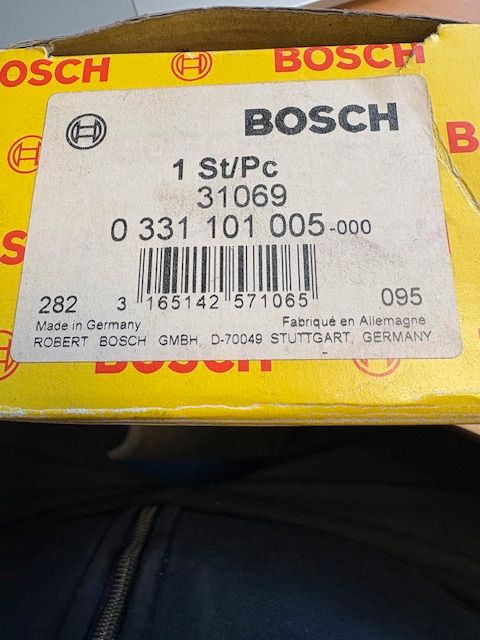 BOSCH
BOSCH
BOSCH
1 St/Pc
31069
0 331 101 005-000
282 3 165142 571065 095
Made in Germany Fabriqué en Allemagne
ROBERT BOSCH GMBH, D-70049 STUTTGART, GERMANY
BOSCH